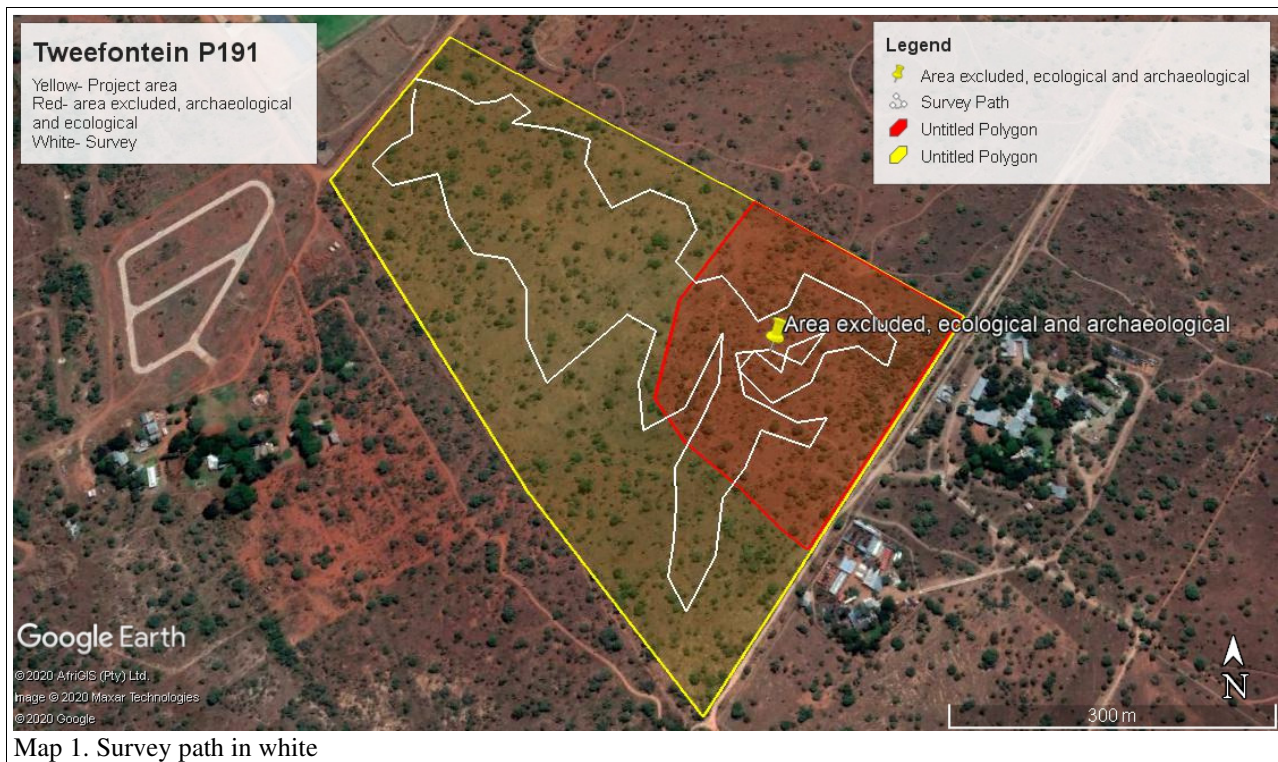 Tweefontein P191
Yellow- Project area
Red- area excluded, archaeological
and ecological
White- Survey
Legend
Area excluded, ecological and archaeological
Survey Path
Untitled Polygon
Untitled Polygon
Area excluded, ecological and archaeological
Google Earth
©2020 AfriGIS (Pty) Ltd.
Image © 2020 Maxar Technologies
©2020 Google
N
300 m
Map 1. Survey path in white